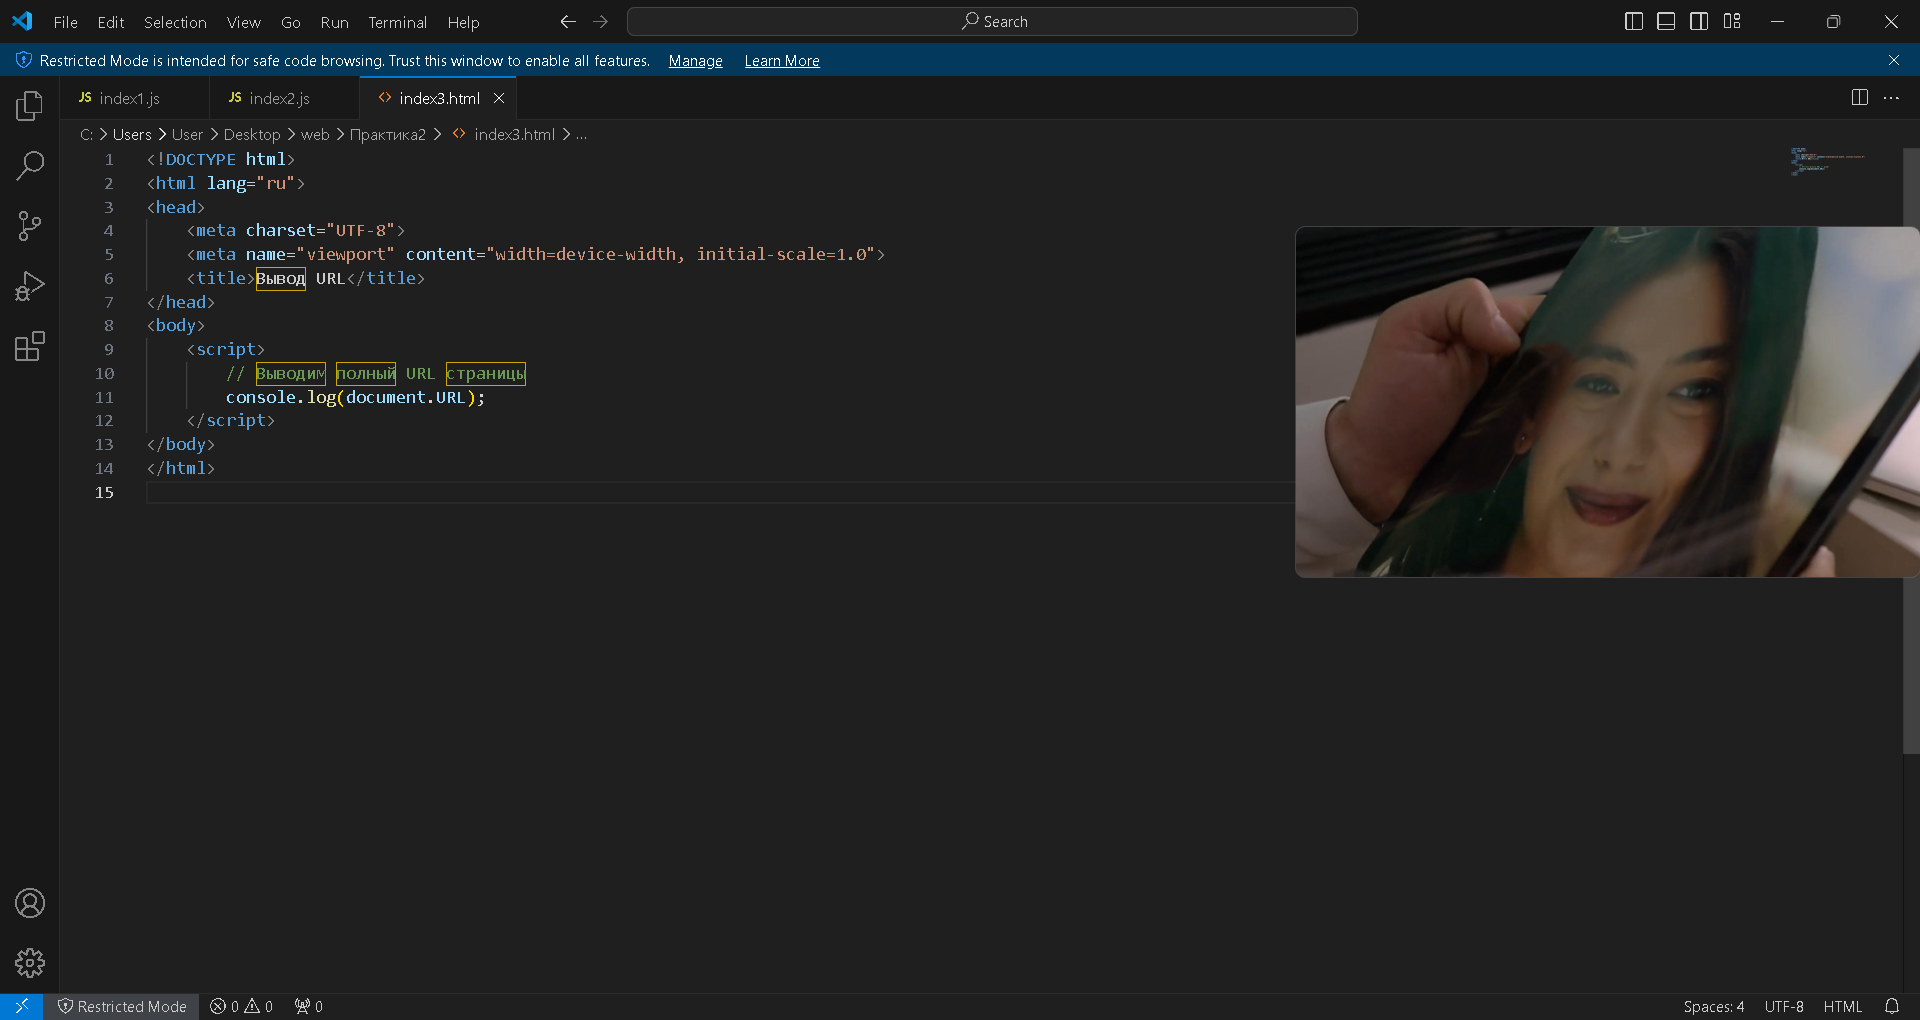 File Edit Selection View Go Run Terminal Help Search
Restricted Mode is intended for safe code browsing. Trust this window to enable all features. Manage Learn More
JS index1.js JS index2.js <> index3.html
C: > Users > User > Desktop > web > Практика2 > <> index3.html > ...
1 <!DOCTYPE html>
2 <html lang="ru">
3 <head>
4 <meta charset="UTF-8">
5 <meta name="viewport" content="width=device-width, initial-scale=1.0">
6 <title>Вывод URL</title>
7 </head>
8 <body>
9 <script>
10 // Выводим полный URL страницы
11 console.log(document.URL);
12 </script>
13 </body>
14 </html>
15
Restricted Mode 0 0 0 Spaces: 4 UTF-8 HTML